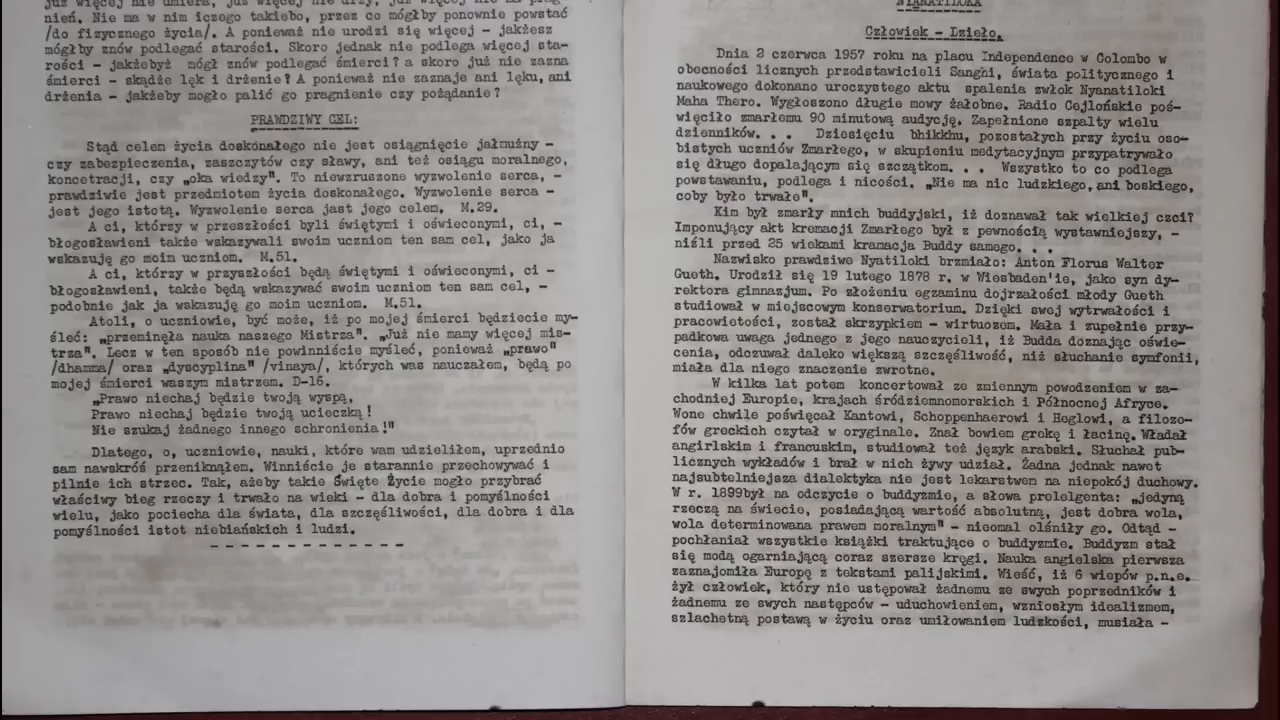 już więcej nie umiera, już więcej nie drży, już więcej nie ma prag-
nień. Nie ma w nim iczego takiebo, przez co mógłby ponownie powstać
/do fizycznego życia/. A ponieważ nie urodzi się więcej - jakżesz
mógłby znów podlegać starości. Skoro jednak nie podlega więcej sta-
rości - jakżebyż mógł znów podlegać śmierci? a skoro już nie zazna
śmierci - skądże lęk i drżenie? A ponieważ nie zaznaje ani lęku, ani
drżenia - jakżeby mogło palić go pragnienie czy pożądanie?
PRAWDZIWY CEL:
Stąd celem życia doskonałego nie jest osiągnięcie jałmużny -
czy zabezpieczenia, zaszczytów czy sławy, ani też osiągu moralnego,
koncetracji, czy „oka wiedzy". To niewzruszone wyzwolenie serca, -
prawdziwie jest przedmiotem życia doskonałego. Wyzwolenie serca -
jest jego istotą. Wyzwolenie serca jast jego celem. M.29.
A ci, którzy w przeszłości byli świętymi i oświeconymi, ci, -
błogosławieni także wskazywali swoim uczniom ten sam cel, jako ja
wskazuję go moim uczniom. M.51.
A ci, którzy w przyszłości będą świętymi i oświeconymi, ci -
błogosławieni, także będą wskazywać swoim uczniom ten sam cel, -
podobnie jak ja wskazuję go moim uczniom. M.51.
Atoli, o uczniowie, być może, iż po mojej śmierci będziecie my-
śleć: „przeminęła nauka naszego Mistrza". „Już nie mamy więcej mis-
trza". Lecz w ten sposób nie powinniście myśleć, ponieważ „prawo"
/dhamma/ oraz „dyscyplina" /vinaya/, których was nauczałem, będą po
mojej śmierci waszym mistrzem. D-16.
„Prawo niechaj będzie twoją wyspą,
Prawo niechaj będzie twoją ucieczką!
Nie szukaj żadnego innego schronienia!"
Dlatego, o, uczniowie, nauki, które wam udzieliłem, uprzednio
sam nawskróś przeniknąłem. Winniście je starannie przechowywać i
pilnie ich strzec. Tak, ażeby takie Święte Życie mogło przybrać
właściwy bieg rzeczy i trwało na wieki - dla dobra i pomyślności
wielu, jako pociecha dla świata, dla szczęśliwości, dla dobra i dla
pomyślności istot niebiańskich i ludzi.
NYANATILOKA
Człowiek - Dzieło.
Dnia 2 czerwca 1957 roku na placu Independence w Colombo w
obecności licznych przedstawicieli Sanghi, świata politycznego i
naukowego dokonano uroczystego aktu spalenia zwłok Nyanatiloki
Maha Thero. Wygłoszono długie mowy żałobne. Radio Cejlońskie poś-
więciło zmarłemu 90 minutową audycję. Zapełnione szpalty wielu
dzienników. . . Dziesięciu bhikkhu, pozostałych przy życiu oso-
bistych uczniów Zmarłego, w skupieniu medytacyjnym przypatrywało
się długo dopalającym się szczątkom. . . Wszystko to co podlega
powstawaniu, podlega i nicości. „Nie ma nic ludzkiego, ani boskiego,
coby było trwałe".
Kim był zmarły mnich buddyjski, iż doznawał tak wielkiej czci?
Imponujący akt kremacji Zmarłego był z pewnością wystawniejszy, -
niśli przed 25 wiekami kramacja Buddy samego. . .
Nazwisko prawdziwe Nyatiloki brzmiało: Anton Florus Walter
Gueth. Urodził się 19 lutego 1878 r. w Wiesbaden'ie, jako syn dy-
rektora gimnazjum. Po złożeniu egzaminu dojrzałości młody Gueth
studiował w miejscowym konserwatorium. Dzięki swej wytrwałości i
pracowietości, został skrzypkiem - wirtuozem. Mała i zupełnie przy-
padkowa uwaga jednego z jego nauczycieli, iż Budda doznając oświe-
cenia, odczuwał daleko większą szczęśliwość, niż słuchanie symfonii,
miała dla niego znaczenie zwrotne.
W kilka lat potem koncertował ze zmiennym powodzeniem w za-
chodniej Europie, krajach śródziemnomorskich i Północnej Afryce.
Wone chwile poświęcał Kantowi, Schoppenhaerowi i Heglowi, a filozo-
fów greckich czytał w oryginale. Znał bowiem grekę i łacinę. Władał
angirlskim i francuskim, studiował też język arabski. Słuchał pub-
licznych wykładów i brał w nich żywy udział. Żadna jednak nawet
najsubtelniejsza dialektyka nie jest lekarstwem na niepokój duchowy.
W r. 1899był na odczycie o buddyzmie, a słowa prelelgenta: „jedyną
rzeczą na świecie, posiadającą wartość absolutną, jest dobra wola,
wola determinowana prawem moralnym" - nieomal olśniły go. Odtąd -
pochłaniał wszystkie książki traktujące o buddyzmie. Buddyzm stał
się modą ogarniającą coraz szersze kręgi. Nauka angielska pierwsza
zaznajomiła Europę z tekstami palijskimi. Wieść, iż 6 wiepów p.n.e.
żył człowiek, który nie ustępował żadnemu ze swych poprzedników i
żadnemu ze swych następców - uduchowieniem, wzniosłym idealizmem,
szlachetną postawą w życiu oraz umiłowaniem ludzkości, musiała -